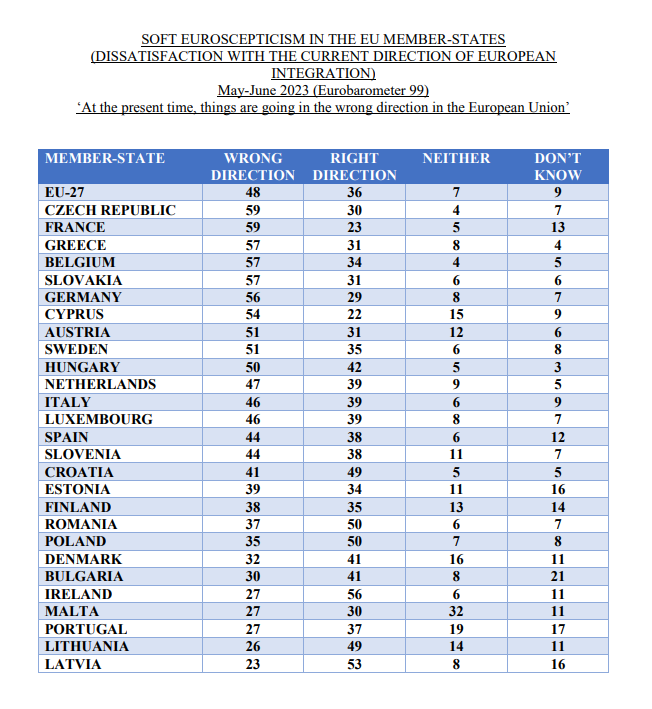 SOFT EUROSCEPTICISM IN THE EU MEMBER-STATES
(DISSATISFACTION WITH THE CURRENT DIRECTION OF EUROPEAN
INTEGRATION)
May-June 2023 (Eurobarometer 99)
‘At the present time, things are going in the wrong direction in the European Union’
MEMBER-STATE WRONG DIRECTION RIGHT DIRECTION NEITHER DON’T KNOW
EU-27 48 36 7 9
CZECH REPUBLIC 59 30 4 7
FRANCE 59 23 5 13
GREECE 57 31 8 4
BELGIUM 57 34 4 5
SLOVAKIA 57 31 6 6
GERMANY 56 29 8 7
CYPRUS 54 22 15 9
AUSTRIA 51 31 12 6
SWEDEN 51 35 6 8
HUNGARY 50 42 5 3
NETHERLANDS 47 39 9 5
ITALY 46 39 6 9
LUXEMBOURG 46 39 8 7
SPAIN 44 38 6 12
SLOVENIA 44 38 11 7
CROATIA 41 49 5 5
ESTONIA 39 34 11 16
FINLAND 38 35 13 14
ROMANIA 37 50 6 7
POLAND 35 50 7 8
DENMARK 32 41 16 11
BULGARIA 30 41 8 21
IRELAND 27 56 6 11
MALTA 27 30 32 11
PORTUGAL 27 37 19 17
LITHUANIA 26 49 14 11
LATVIA 23 53 8 16